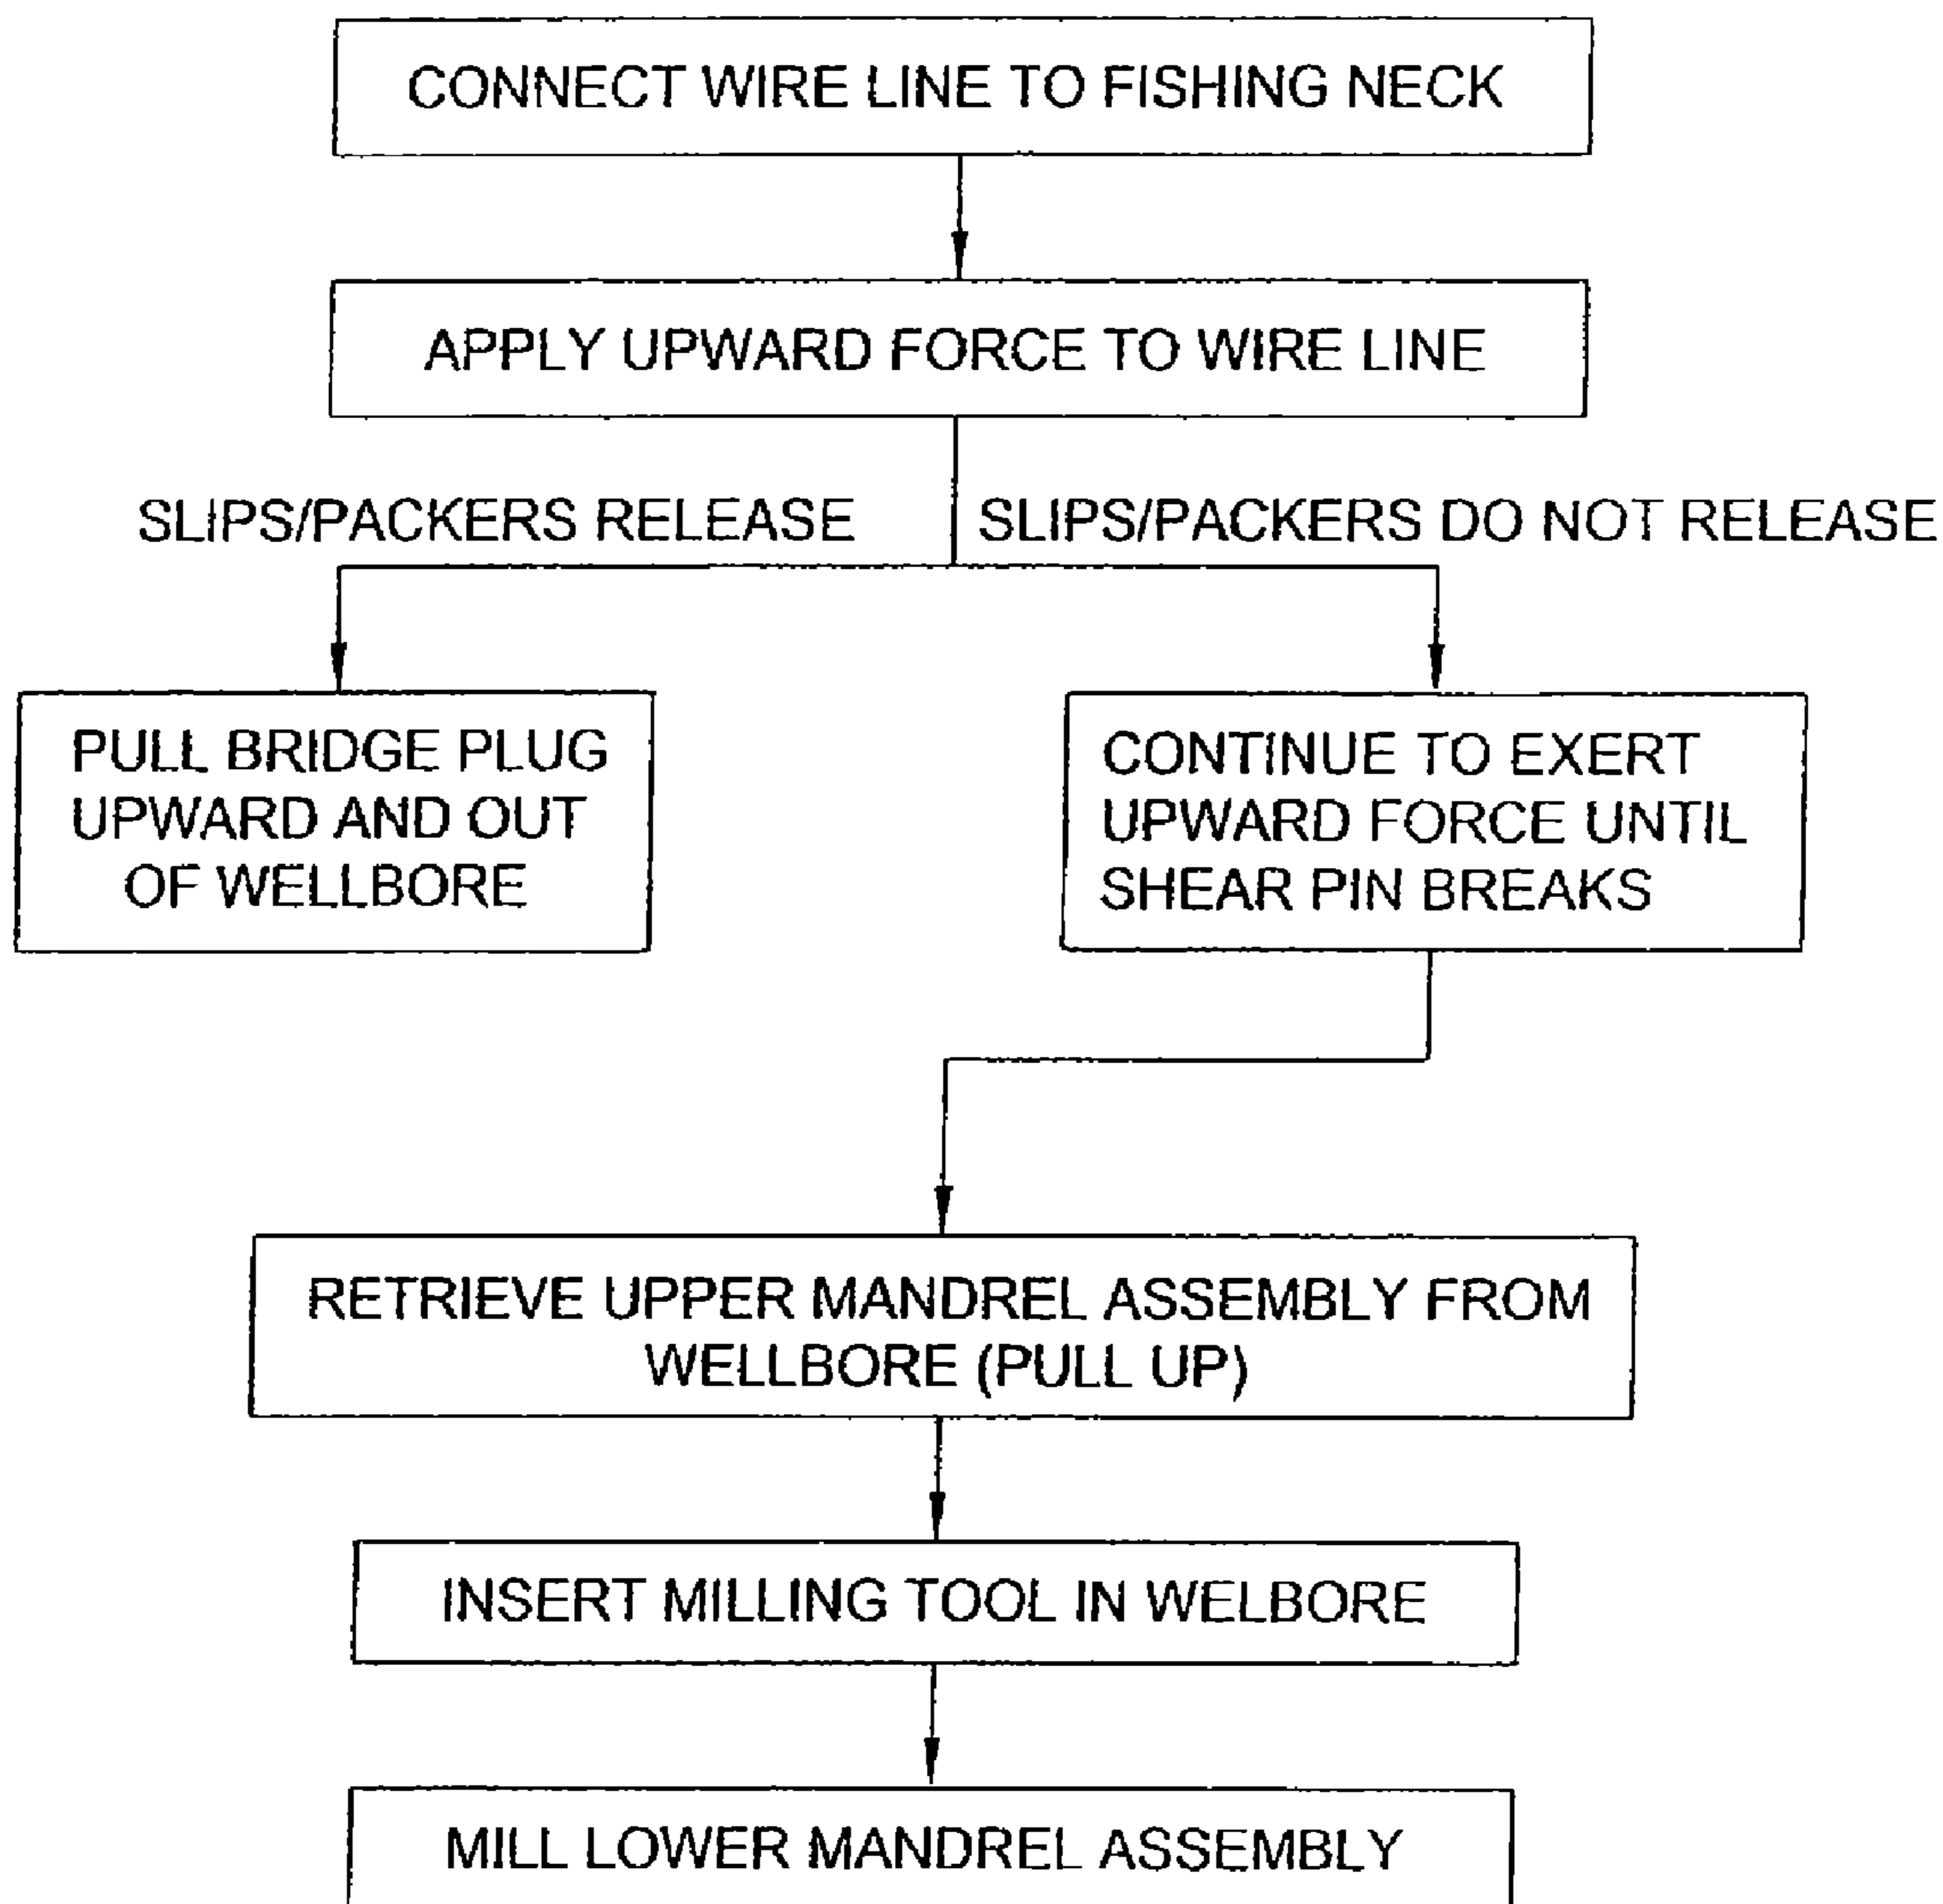 CONNECT WIRE LINE TO FISHING NECK
APPLY UPWARD FORCE TO WIRE LINE
SLIPS/PACKERS RELEASE
SLIPS/PACKERS DO NOT RELEASE
PULL BRIDGE PLUG
UPWARD AND OUT
OF WELLBORE
CONTINUE TO EXERT
UPWARD FORCE UNTIL
SHEAR PIN BREAKS
RETRIEVE UPPER MANDREL ASSEMBLY FROM
WELLBORE (PULL UP)
INSERT MILLING TOOL IN WELBORE
MILL LOWER MANDREL ASSEMBLY